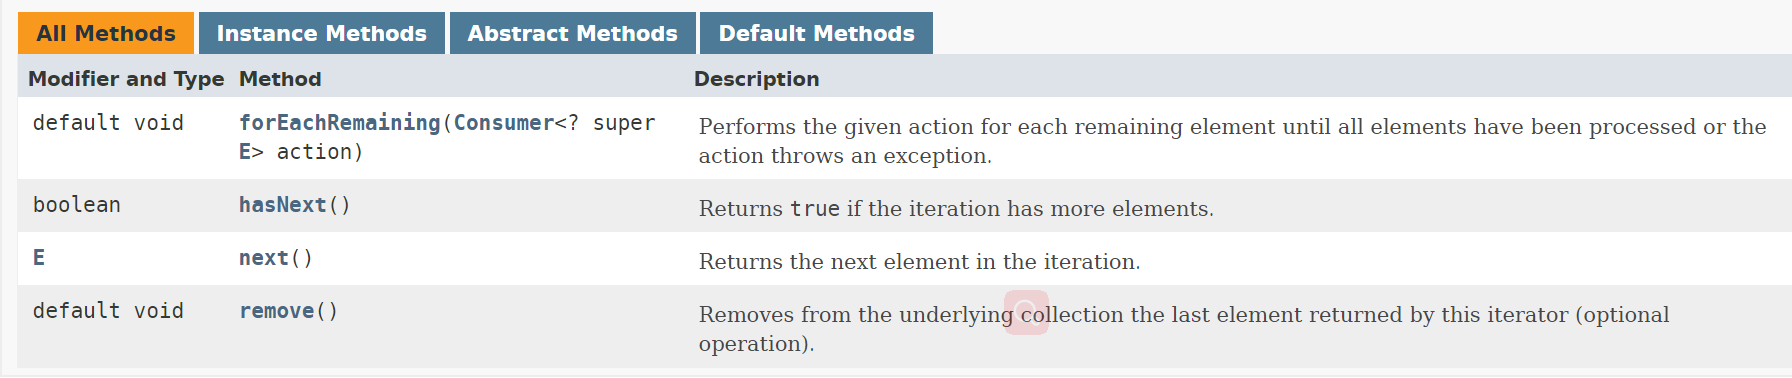 All Methods Instance Methods Abstract Methods Default Methods
Modifier and Type Method Description
default void forEachRemaining(Consumer<? super E> action) Performs the given action for each remaining element until all elements have been processed or the
action throws an exception.
boolean hasNext() Returns true if the iteration has more elements.
E next() Returns the next element in the iteration.
default void remove() Removes from the underlying collection the last element returned by this iterator (optional
operation).